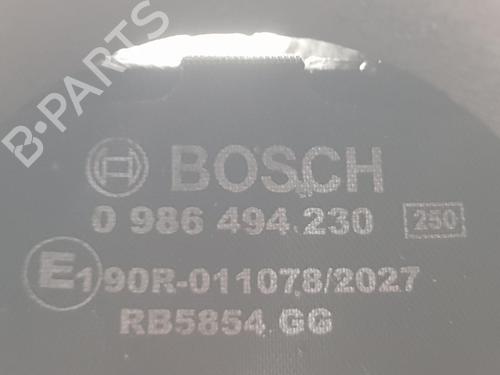 B-PARTS
BOSCH
0 986 494 230 250
E1 90R-011078/2027
RB5854 GG